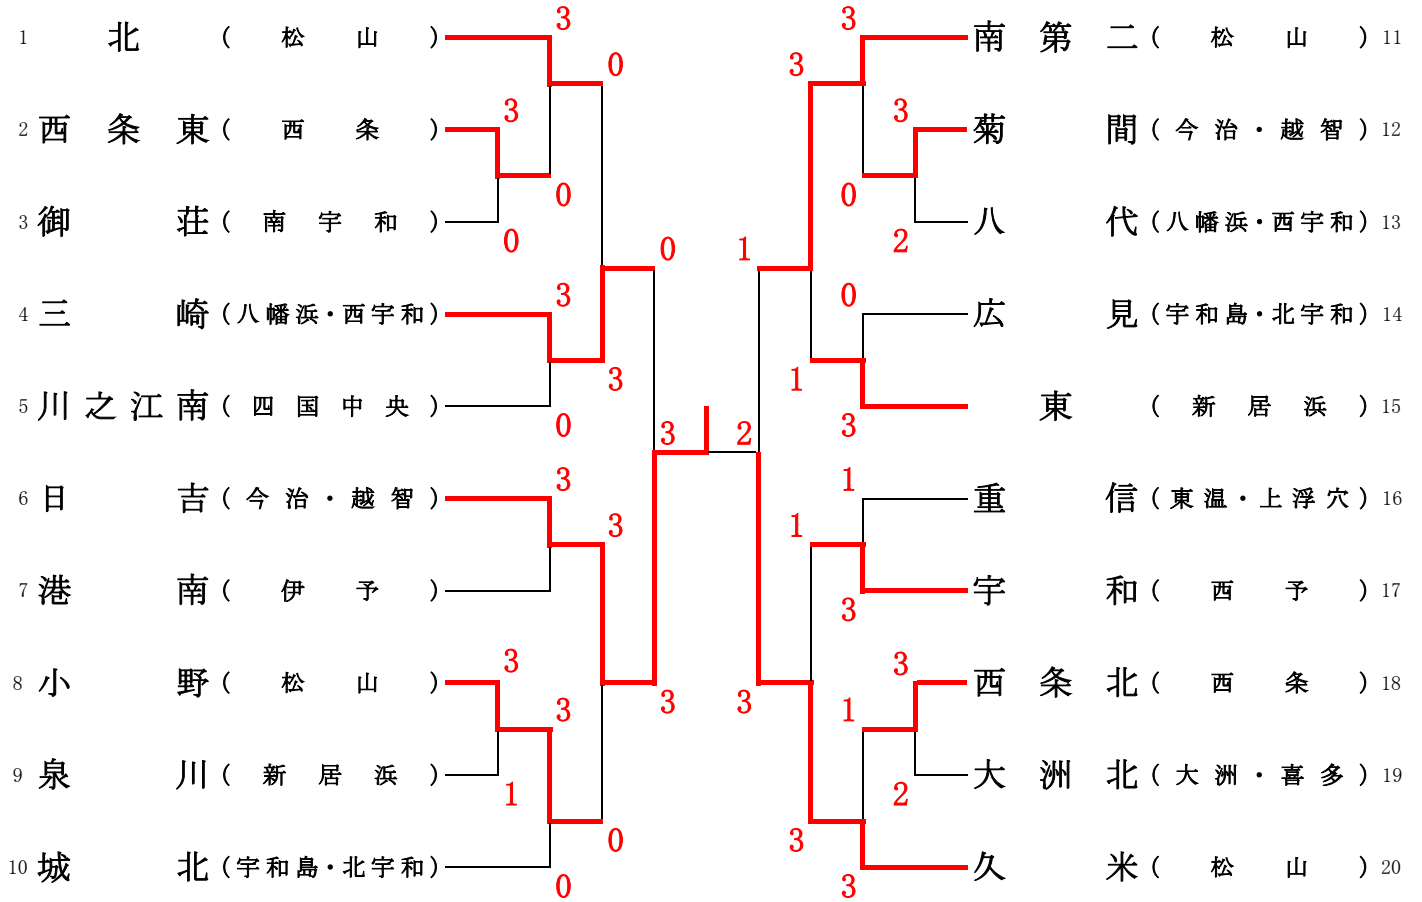 3
3
1 北 (松山)
南第二 (松山) 11
0
3
3
3
2 西条東 (西条)
菊間 (今治・越智) 12
0
0
3 御荘 (南宇和)
八代 (八幡浜・西宇和) 13
0
2
0
1
3
0
4 三崎 (八幡浜・西宇和)
広見 (宇和島・北宇和) 14
3
1
5 川之江南 (四国中央)
東 (新居浜) 15
0
3
3
2
3
1
6 日吉 (今治・越智)
重信 (東温・上浮穴) 16
3
1
7 港南 (伊予)
宇和 (西予) 17
3
3
3
8 小野 (松山)
西条北 (西条) 18
3
3
3
1
9 泉川 (新居浜)
大洲北 (大洲・喜多) 19
1
2
0
3
10 城北 (宇和島・北宇和)
久米 (松山) 20
0
3